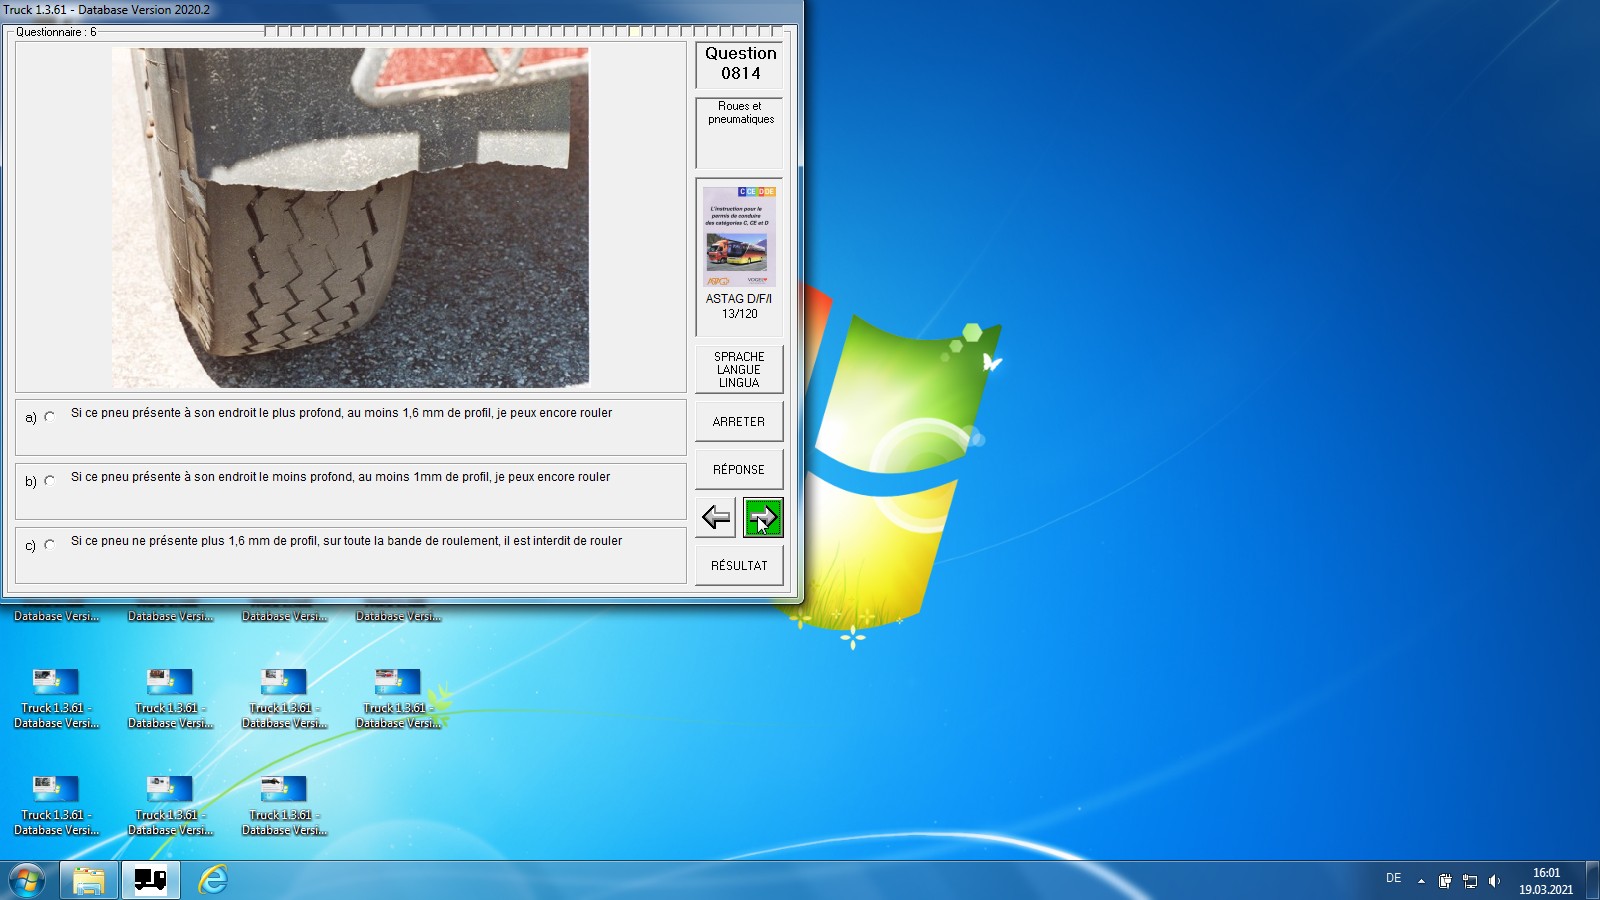 Truck 1.3.61 - Database Version 2020.2
Questionnaire : 6
Question
0814
Roues et
pneumatiques
C CE D DE
L'instruction pour le
permis de conduire
des catégories C, CE et D
ASTAG D/F/I
13/120
SPRACHE
LANGUE
LINGUA
ARRETER
RÉPONSE
RÉSULTAT
a) Si ce pneu présente à son endroit le plus profond, au moins 1,6 mm de profil, je peux encore rouler
b) Si ce pneu présente à son endroit le moins profond, au moins 1mm de profil, je peux encore rouler
c) Si ce pneu ne présente plus 1,6 mm de profil, sur toute la bande de roulement, il est interdit de rouler
Database Versi...
Database Versi...
Database Versi...
Database Versi...
Truck 1.3.61 -
Database Versi...
Truck 1.3.61 -
Database Versi...
Truck 1.3.61 -
Database Versi...
Truck 1.3.61 -
Database Versi...
Truck 1.3.61 -
Database Versi...
Truck 1.3.61 -
Database Versi...
Truck 1.3.61 -
Database Versi...
DE
16:01
19.03.2021